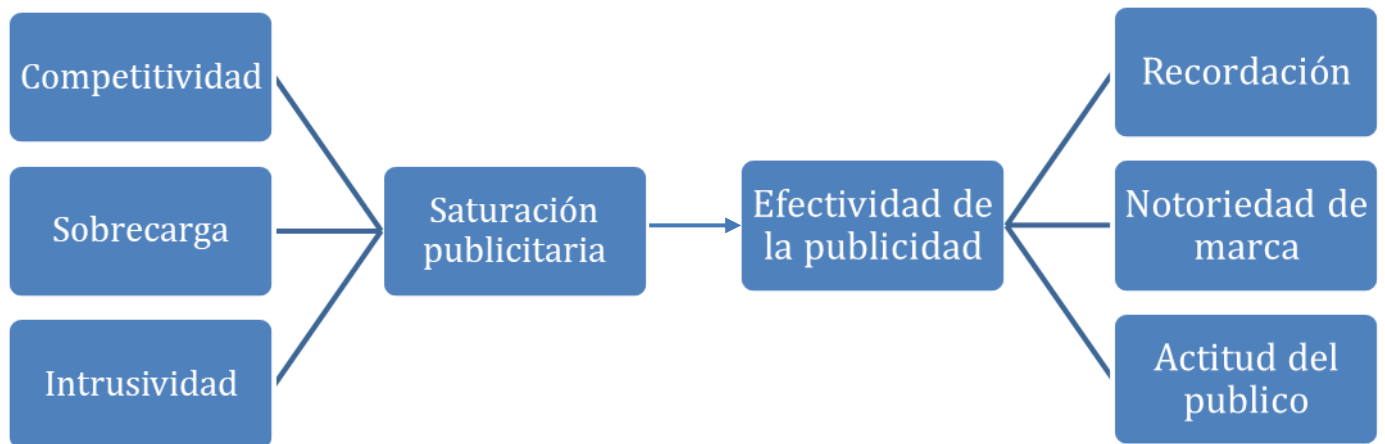 Competitividad
Sobrecarga
Intrusividad
Saturación
publicitaria
Efectividad de
la publicidad
Recordación
Notoriedad de
marca
Actitud del
publico